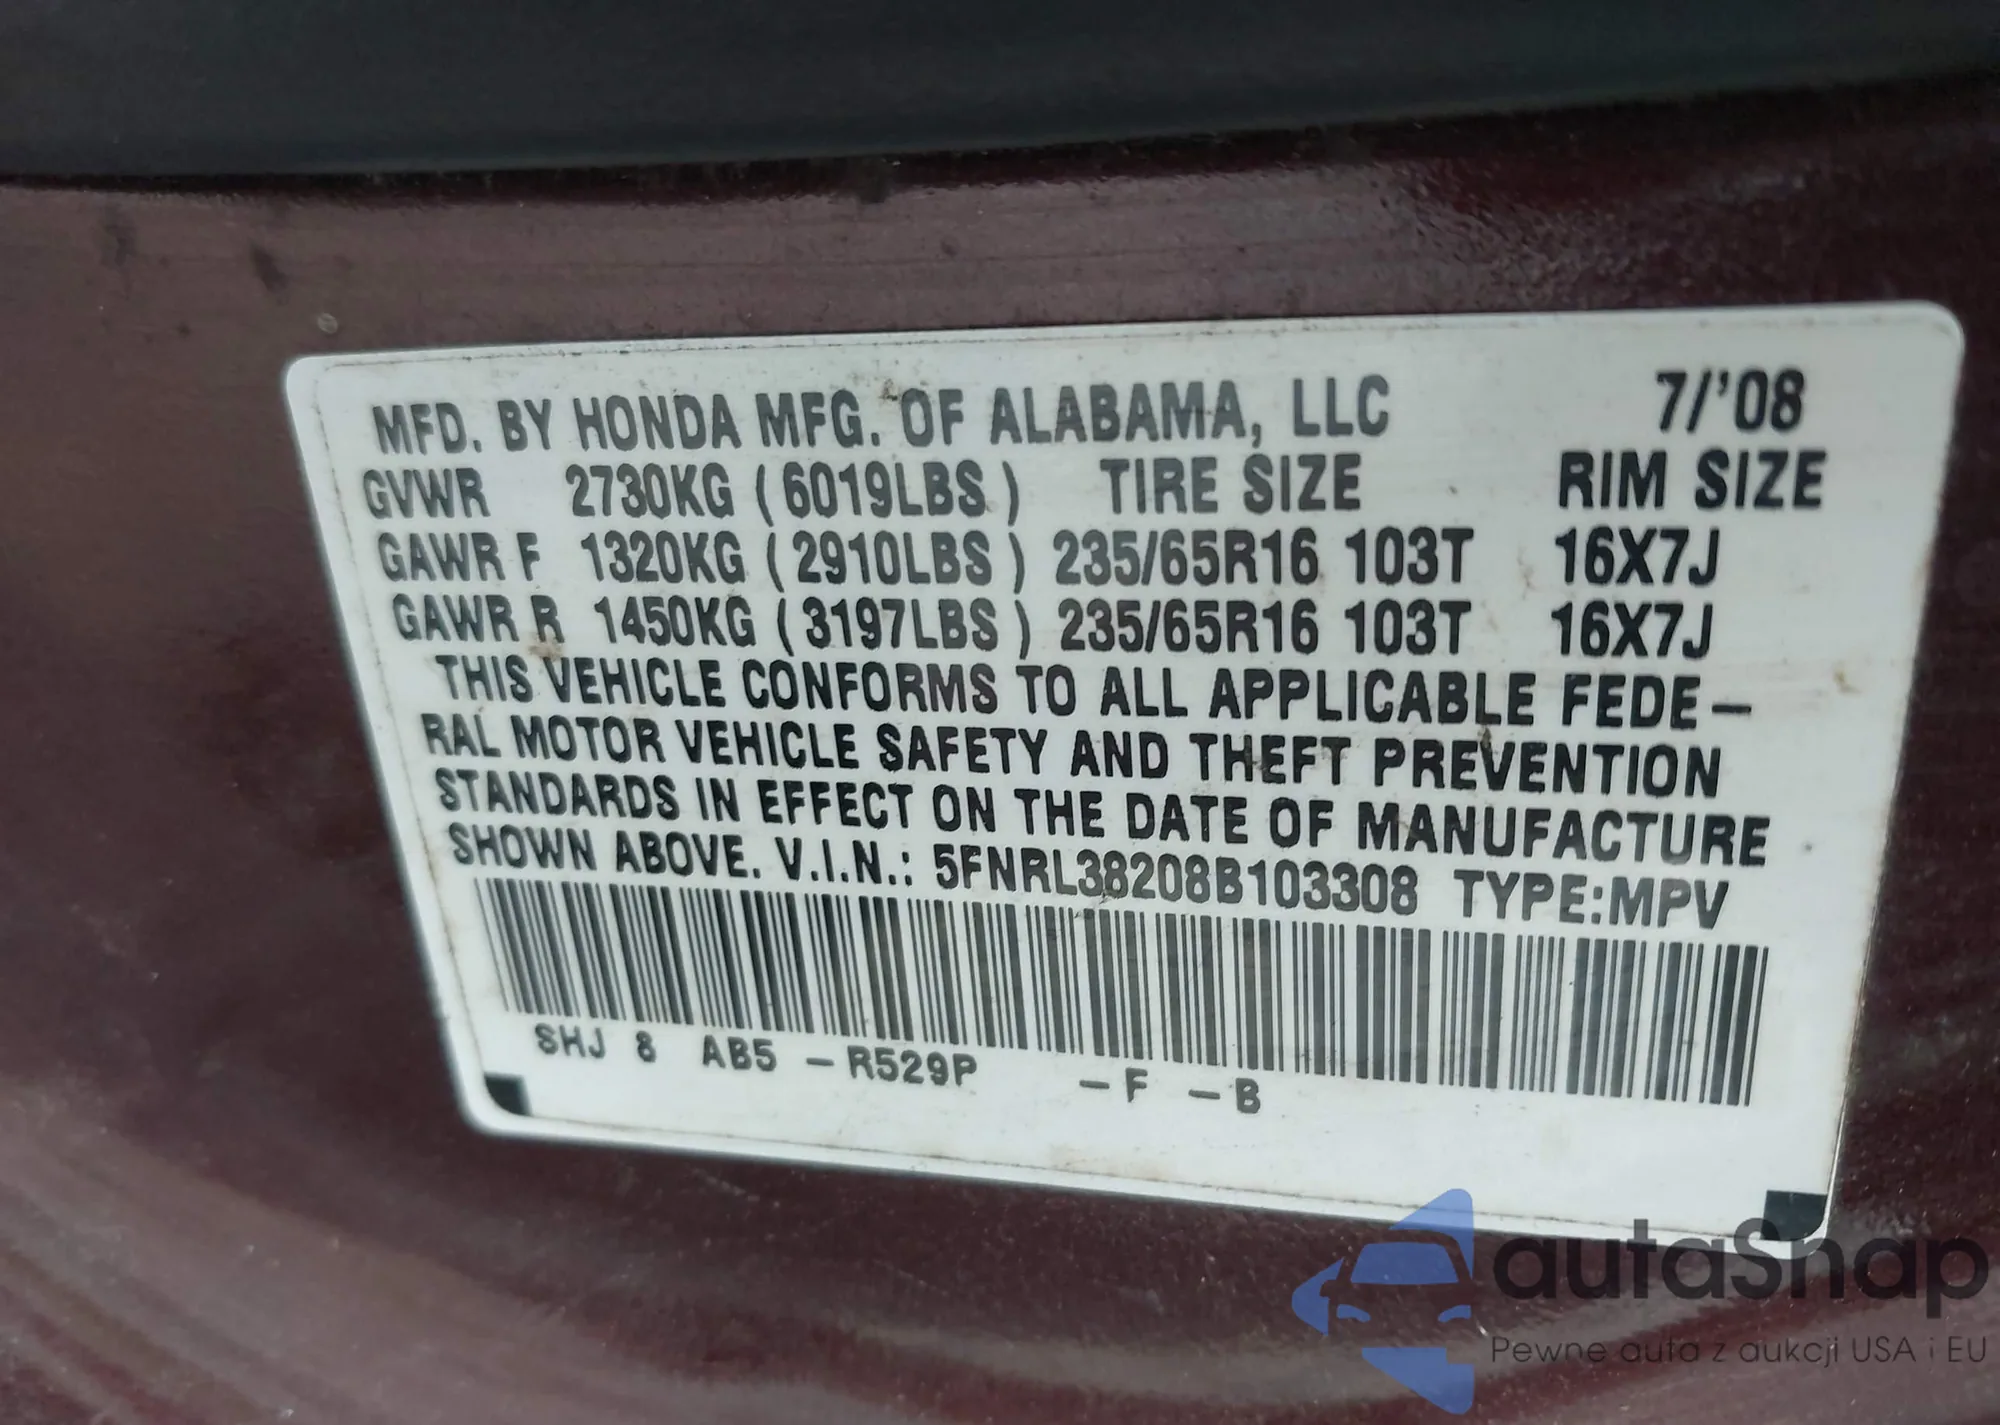 MFD. BY HONDA MFG. OF ALABAMA, LLC 7/'08
GVWR 2730KG (6019LBS) TIRE SIZE RIM SIZE
GAWR F 1320KG (2910LBS) 235/65R16 103T 16X7J
GAWR R 1450KG (3197LBS) 235/65R16 103T 16X7J
THIS VEHICLE CONFORMS TO ALL APPLICABLE FEDE-
RAL MOTOR VEHICLE SAFETY AND THEFT PREVENTION
STANDARDS IN EFFECT ON THE DATE OF MANUFACTURE
SHOWN ABOVE. V.I.N.: 5FNRL38208B103308 TYPE:MPV
SHJ 8 AB5 -R529P -F -B
autaSnap
Pewne auta z aukcji USA i EU